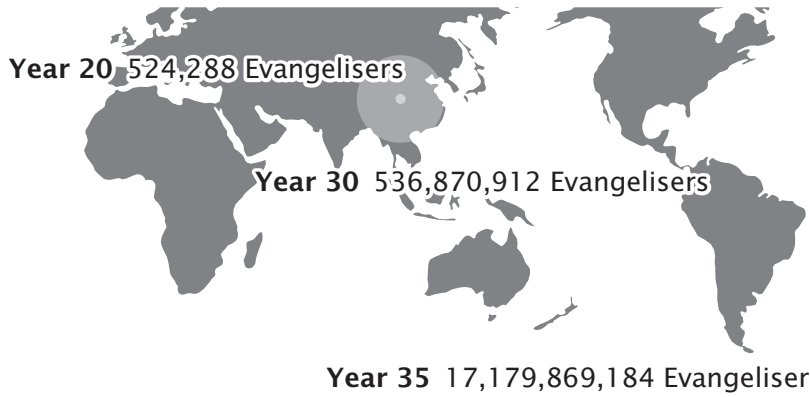 Year 20 524,288 Evangelisers
Year 30 536,870,912 Evangelisers
Year 35 17,179,869,184 Evangeliser